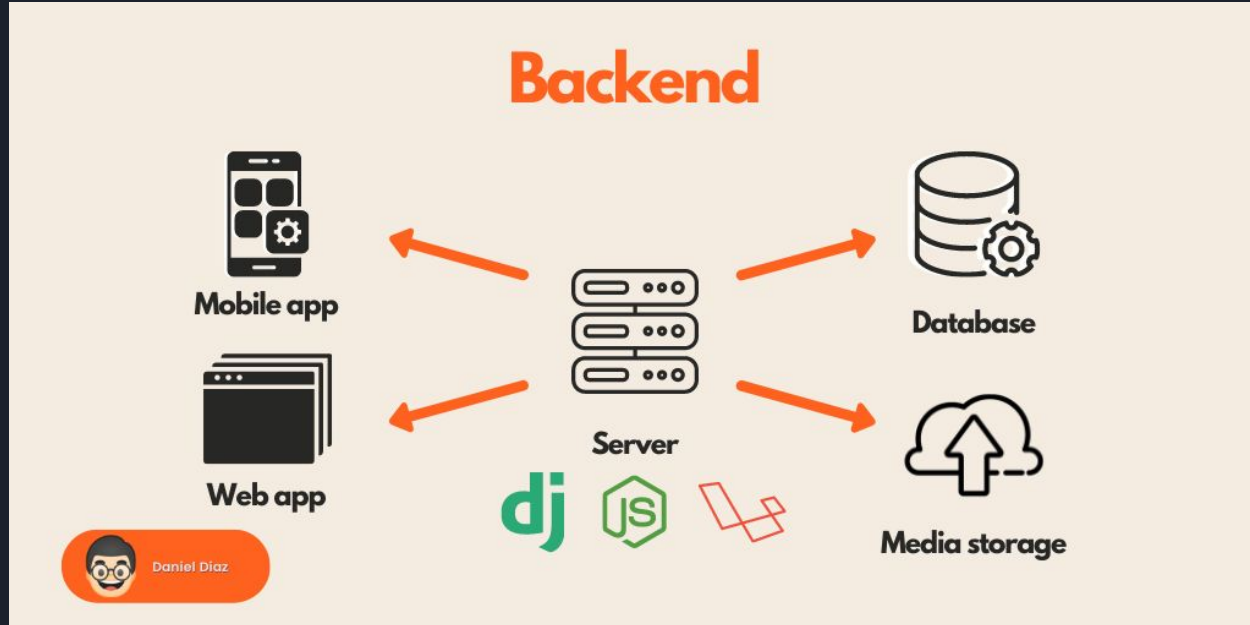 Backend
Mobile app
Database
Server
Web app
dj
JS
Media storage
Daniel Diaz